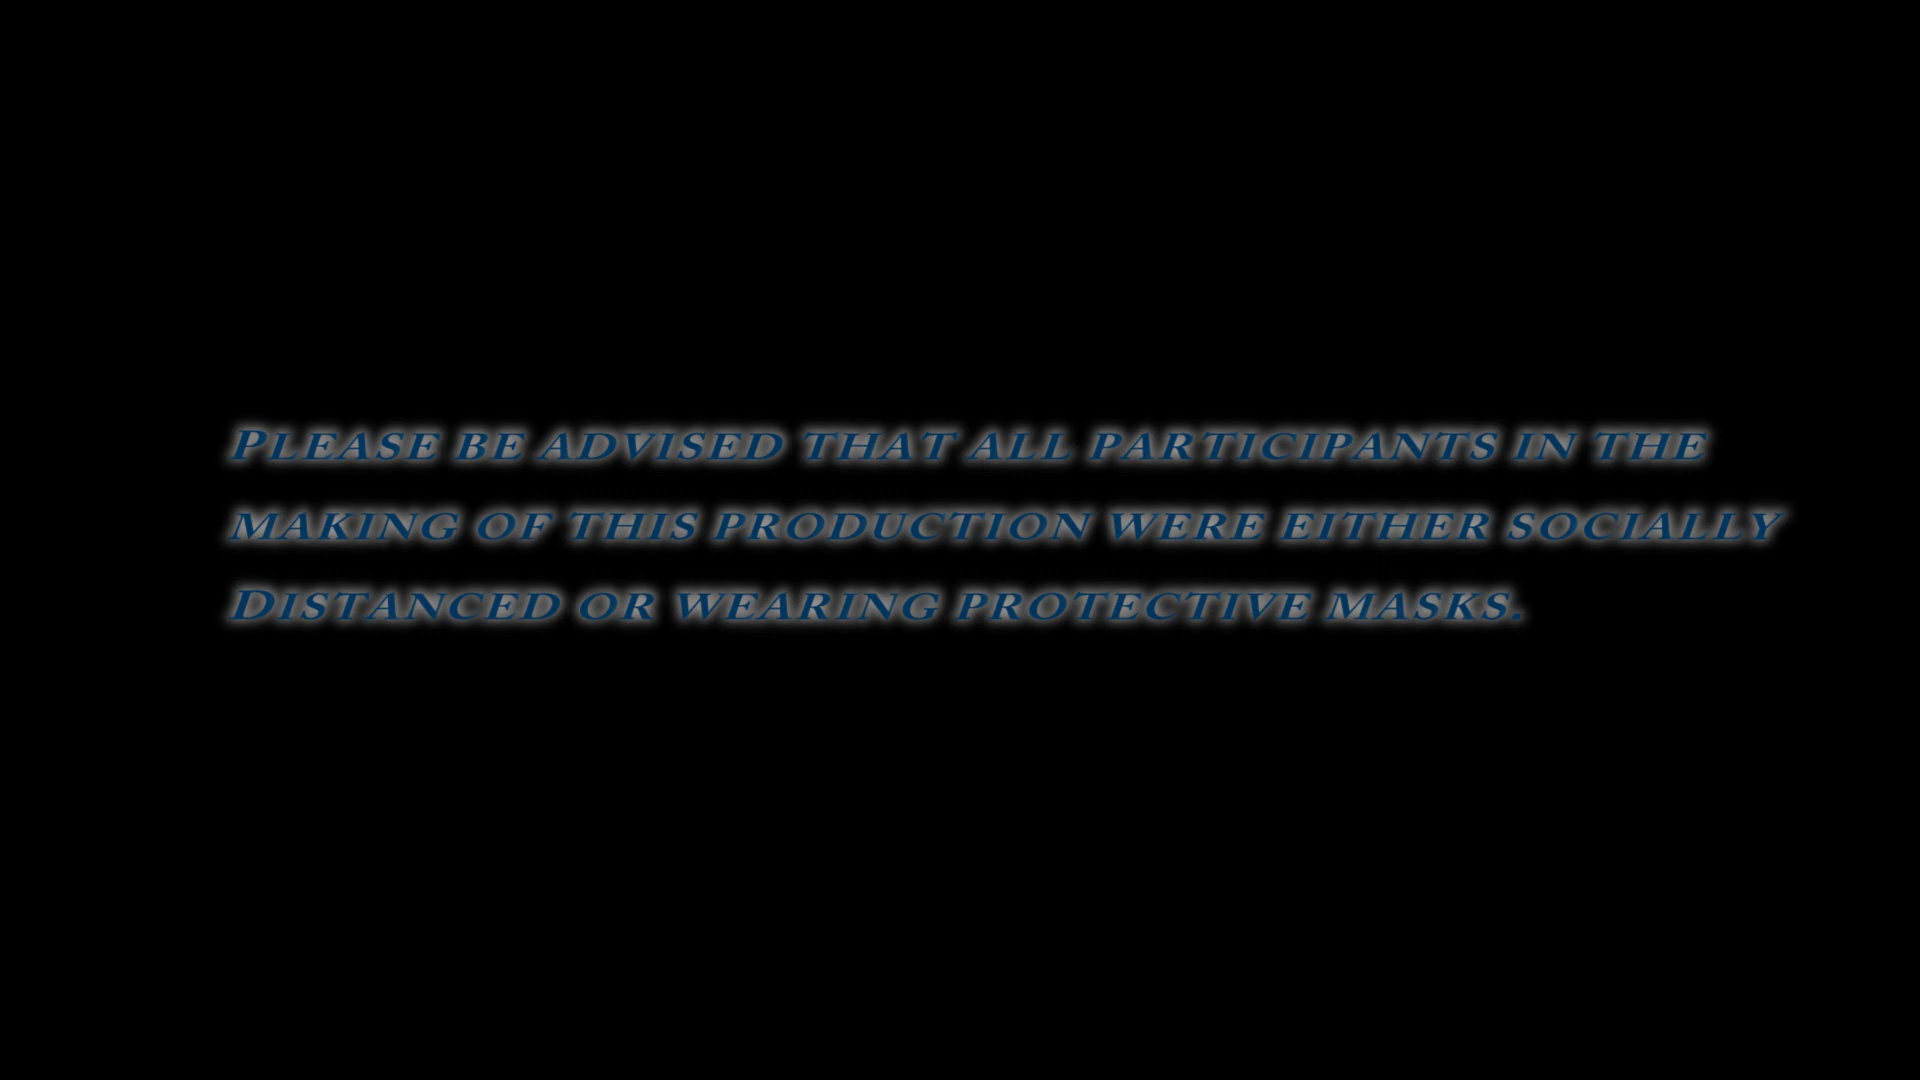 Please be advised that all participants in the
making of this production were either socially
Distanced or wearing protective masks.